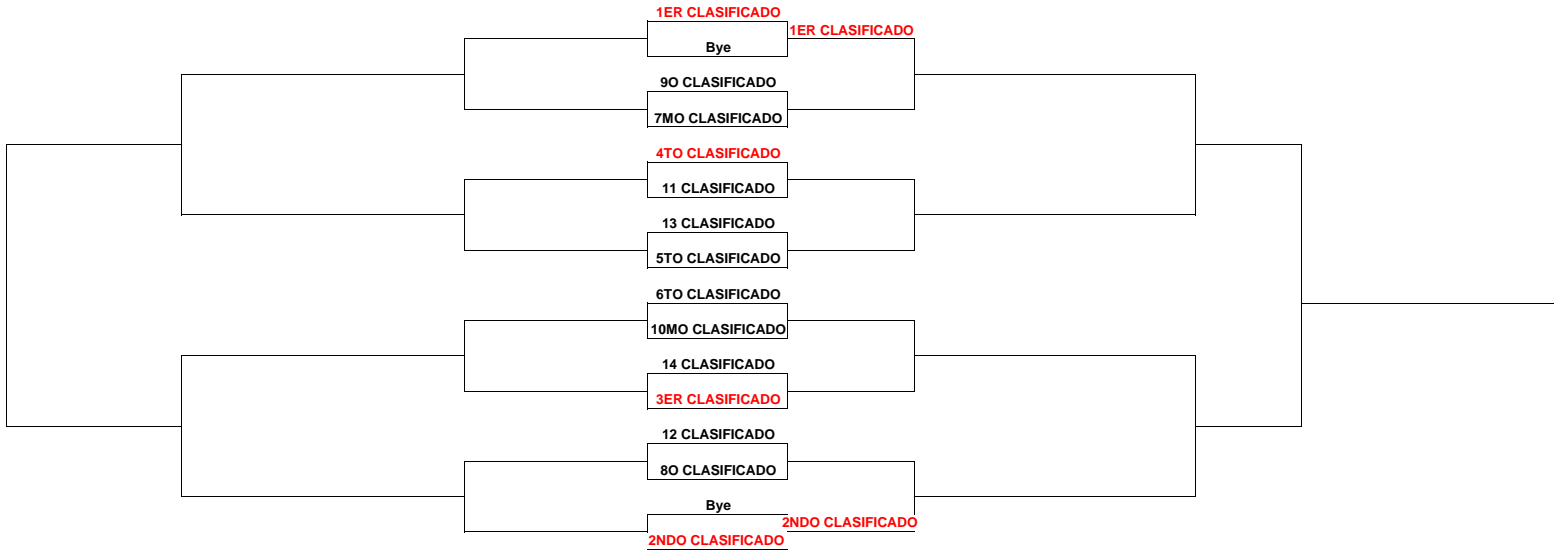 1ER CLASIFICADO
1ER CLASIFICADO
Bye
9O CLASIFICADO
7MO CLASIFICADO
4TO CLASIFICADO
11 CLASIFICADO
13 CLASIFICADO
5TO CLASIFICADO
6TO CLASIFICADO
10MO CLASIFICADO
14 CLASIFICADO
3ER CLASIFICADO
12 CLASIFICADO
8O CLASIFICADO
Bye
2NDO CLASIFICADO
2NDO CLASIFICADO